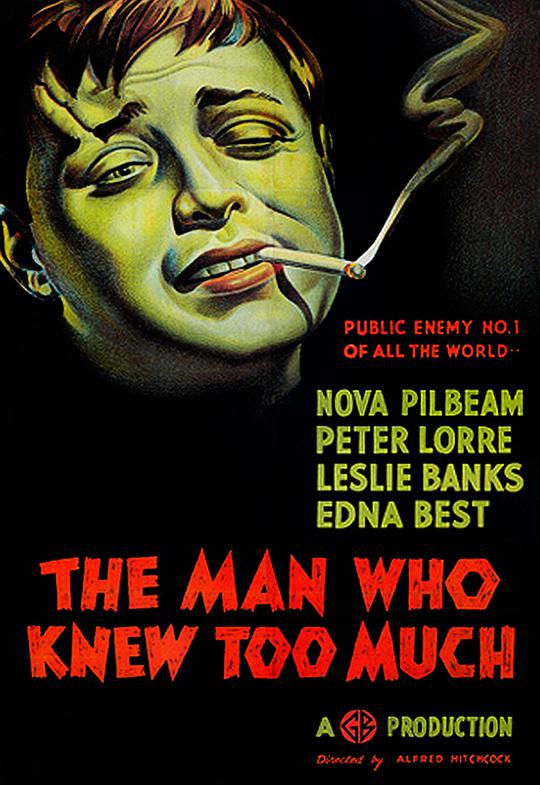 PUBLIC ENEMY NO.1
OF ALL THE WORLD--
NOVA PILBEAM
PETER LORRE
LESLIE BANKS
EDNA BEST
THE MAN WHO
KNEW TOO MUCH
A GB PRODUCTION
Directed by ALFRED HITCHCOCK